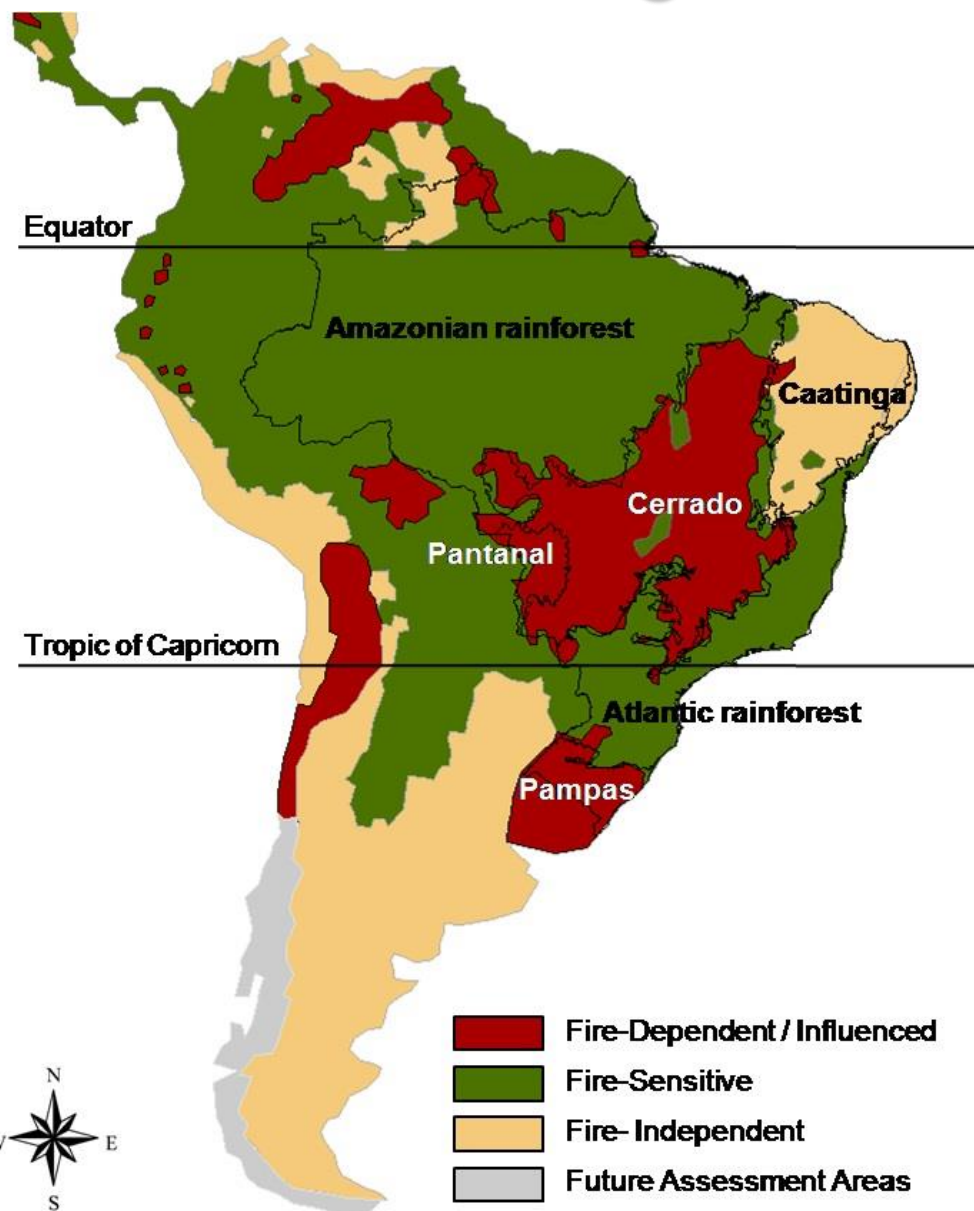 Equator
Amazonian rainforest
Caatinga
Cerrado
Pantanal
Tropic of Capricorn
Atlantic rainforest
Pampas
Fire-Dependent / Influenced
Fire-Sensitive
Fire- Independent
Future Assessment Areas
N
E
S